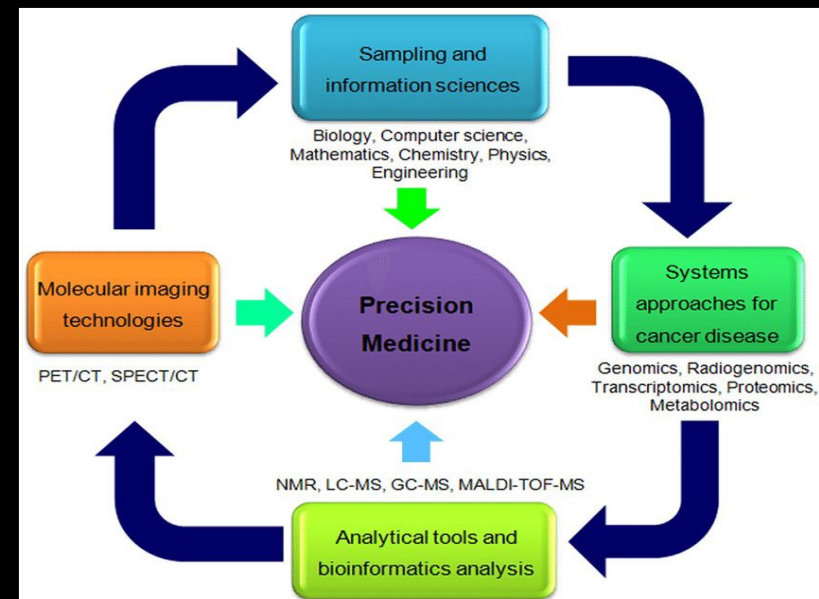 Sampling and
information sciences
Biology, Computer science,
Mathematics, Chemistry, Physics,
Engineering
Molecular imaging
technologies
PET/CT, SPECT/CT
Precision
Medicine
Systems
approaches for
cancer disease
Genomics, Radiogenomics,
Transcriptomics, Proteomics,
Metabolomics
NMR, LC-MS, GC-MS, MALDI-TOF-MS
Analytical tools and
bioinformatics analysis